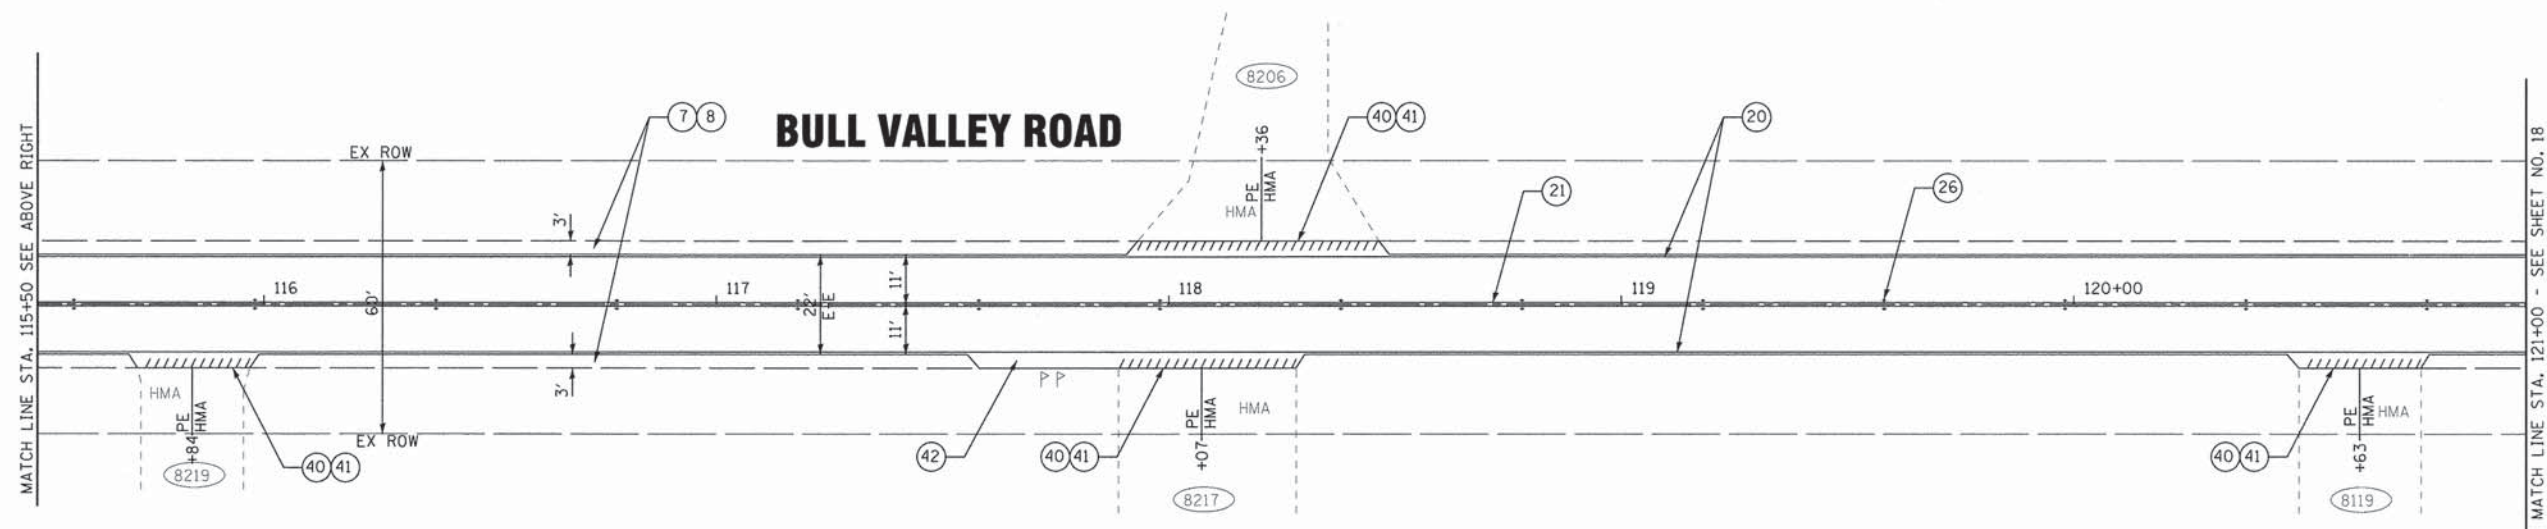 8206
7 8
BULL VALLEY ROAD
40 41
20
+36
EX ROW
PE
HMA
HMA
21
26
3'
MATCH LINE STA. 115+50 SEE ABOVE RIGHT
MATCH LINE STA. 121+00 - SEE SHEET NO. 18
60'
116
117
22'
E-E
11'
11'
118
119
120+00
3'
PP
HMA
PE
HMA
+84
8219
40 41
EX ROW
42
40 41
PE
HMA
HMA
+07
8217
40 41
PE
HMA
HMA
+63
8119